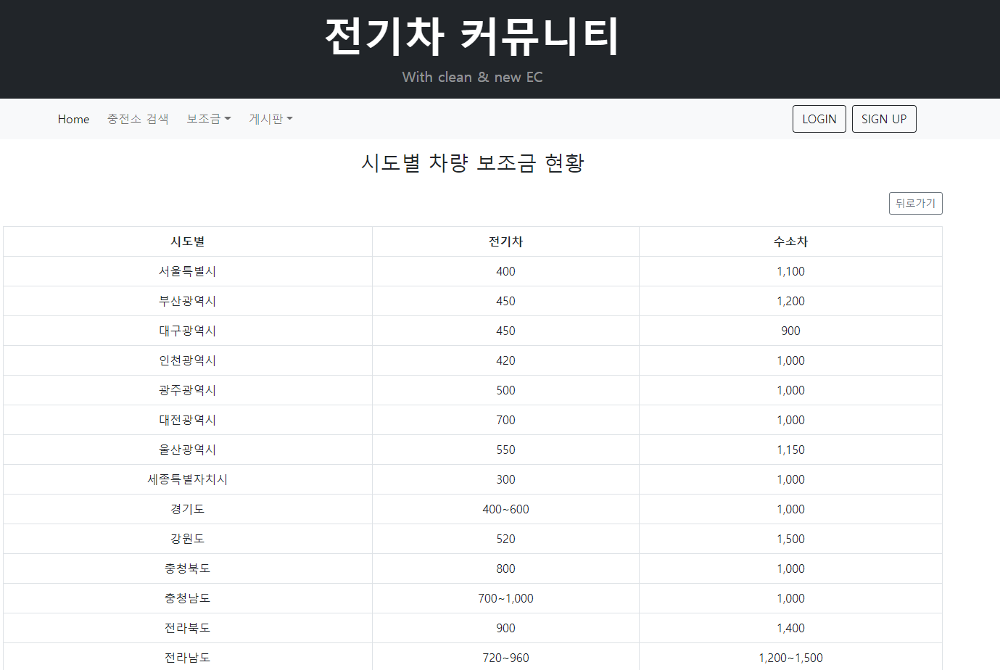 전기차 커뮤니티
With clean & new EC
Home 충전소 검색 보조금 게시판 LOGIN SIGN UP
시도별 차량 보조금 현황
뒤로가기
시도별 전기차 수소차
서울특별시 400 1,100
부산광역시 450 1,200
대구광역시 450 900
인천광역시 420 1,000
광주광역시 500 1,000
대전광역시 700 1,000
울산광역시 550 1,150
세종특별자치시 300 1,000
경기도 400~600 1,000
강원도 520 1,500
충청북도 800 1,000
충청남도 700~1,000 1,000
전라북도 900 1,400
전라남도 720~960 1,200~1,500